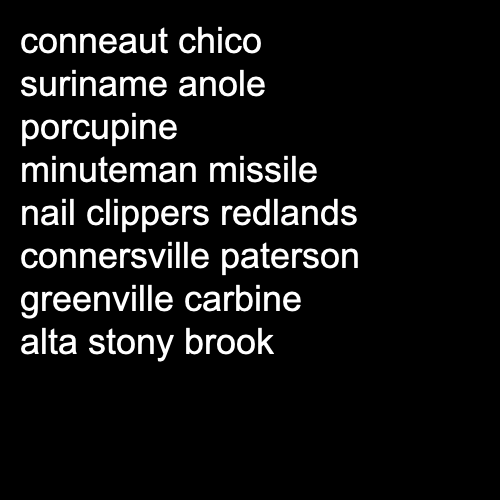 conneaut chico
suriname anole
porcupine
minuteman missile
nail clippers redlands
connersville paterson
greenville carbine
alta stony brook